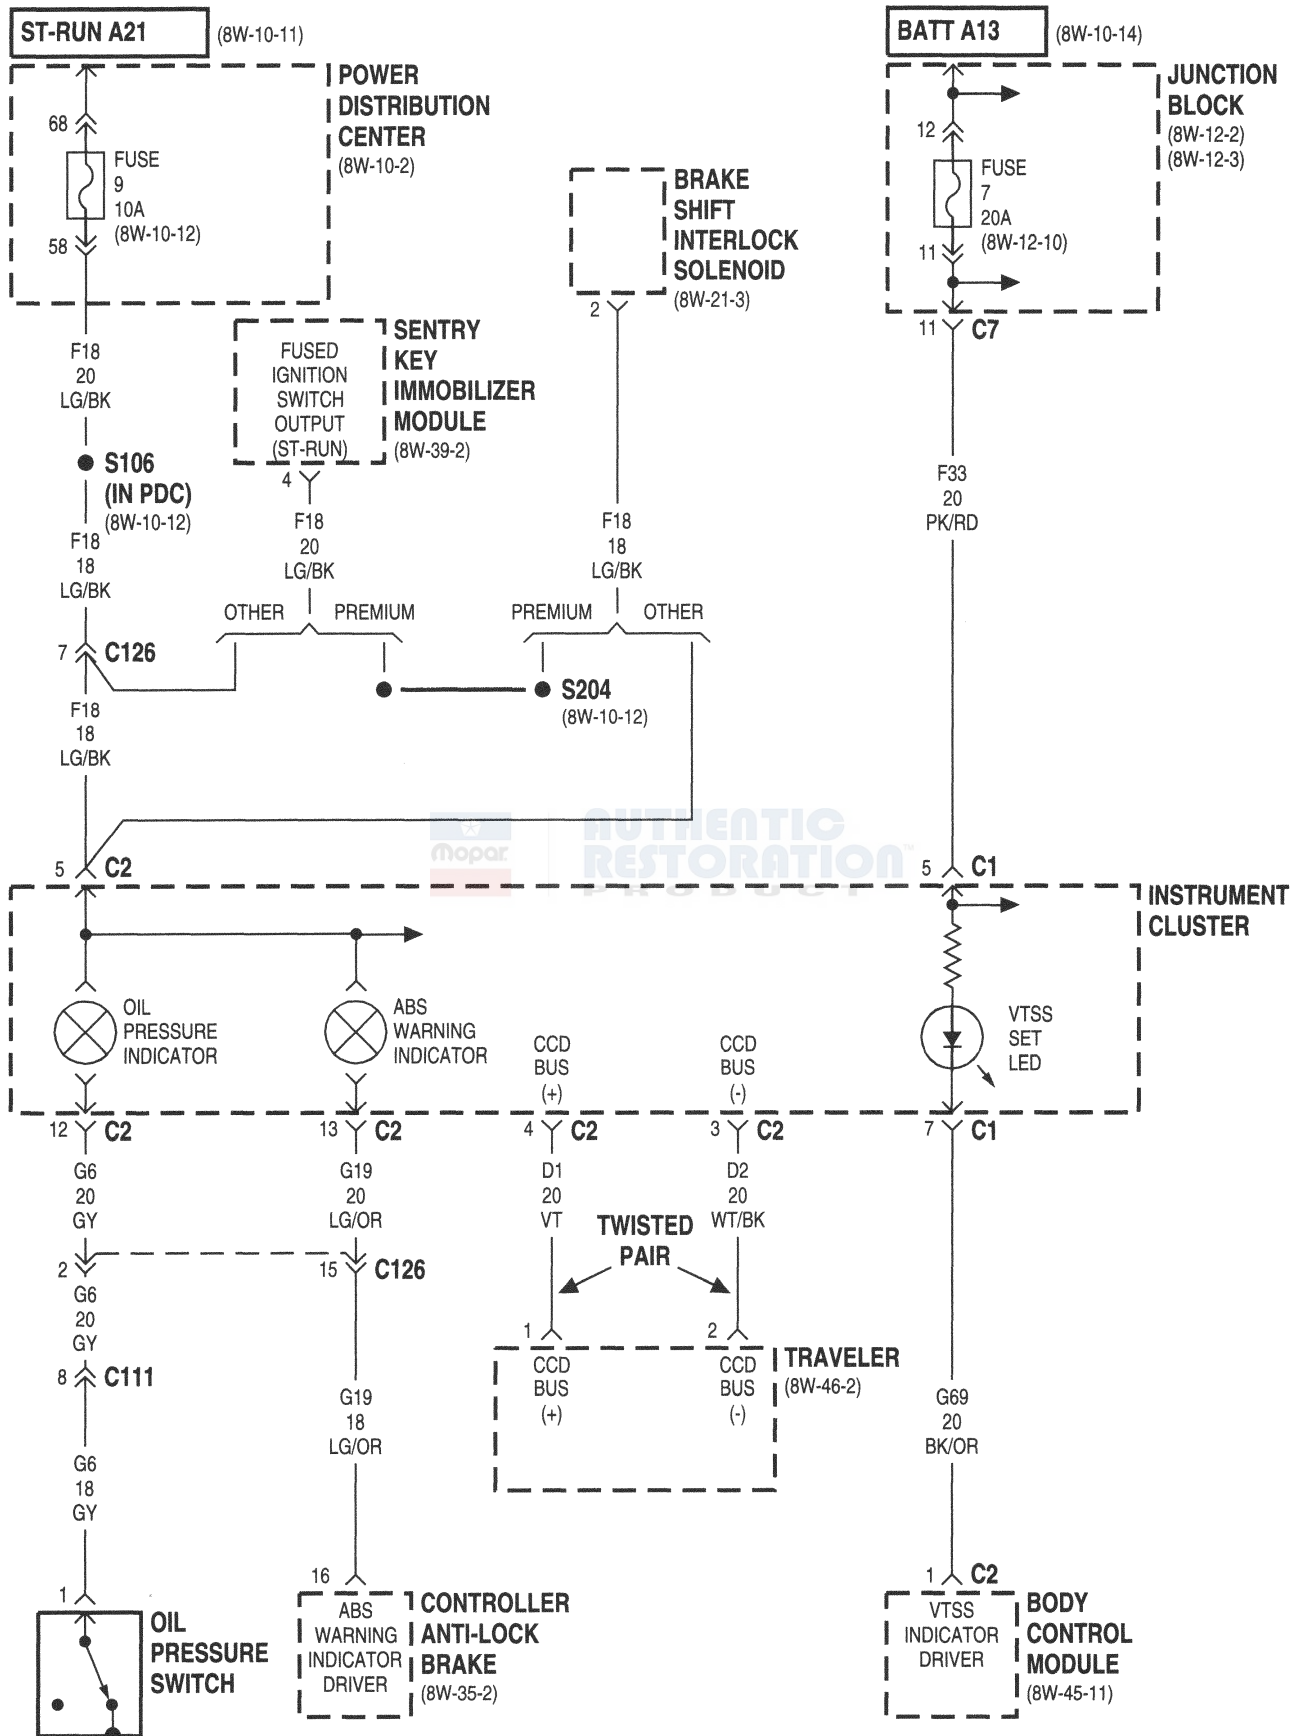 ST-RUN A21
(8W-10-11)
BATT A13
(8W-10-14)
POWER
DISTRIBUTION
CENTER
(8W-10-2)
68
FUSE
9
10A
(8W-10-12)
58
BRAKE
SHIFT
INTERLOCK
SOLENOID
(8W-21-3)
2
JUNCTION
BLOCK
(8W-12-2)
(8W-12-3)
12
FUSE
7
20A
(8W-12-10)
11
11
C7
F18
20
LG/BK
FUSED
IGNITION
SWITCH
OUTPUT
(ST-RUN)
SENTRY
KEY
IMMOBILIZER
MODULE
(8W-39-2)
4
S106
(IN PDC)
(8W-10-12)
F18
18
LG/BK
F18
20
LG/BK
F18
18
LG/BK
F33
20
PK/RD
OTHER
PREMIUM
PREMIUM
OTHER
7
C126
S204
(8W-10-12)
F18
18
LG/BK
Mopar
AUTHENTIC
RESTORATION™
PRODUCT
5
C2
5
C1
INSTRUMENT
CLUSTER
OIL
PRESSURE
INDICATOR
ABS
WARNING
INDICATOR
CCD
BUS
(+)
CCD
BUS
(-)
VTSS
SET
LED
12
C2
13
C2
4
C2
3
C2
7
C1
G6
20
GY
G19
20
LG/OR
D1
20
VT
D2
20
WT/BK
TWISTED
PAIR
2
15
C126
G6
20
GY
8
C111
1
2
CCD
BUS
(+)
CCD
BUS
(-)
TRAVELER
(8W-46-2)
G19
18
LG/OR
G69
20
BK/OR
G6
18
GY
1
16
1
C2
OIL
PRESSURE
SWITCH
ABS
WARNING
INDICATOR
DRIVER
CONTROLLER
ANTI-LOCK
BRAKE
(8W-35-2)
VTSS
INDICATOR
DRIVER
BODY
CONTROL
MODULE
(8W-45-11)